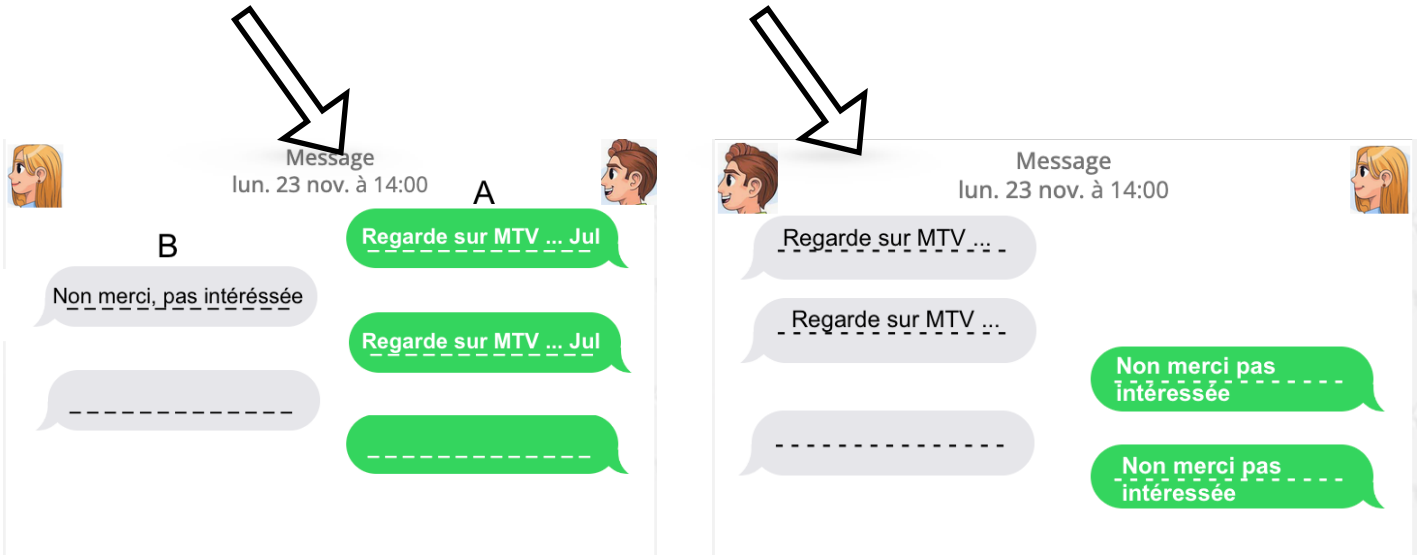 Message
lun. 23 nov. à 14:00
A
Regarde sur MTV ... Jul
B
Non merci, pas intéréssée
Regarde sur MTV ... Jul
Message
lun. 23 nov. à 14:00
Regarde sur MTV ...
Regarde sur MTV ...
Non merci pas
intéressée
Non merci pas
intéressée